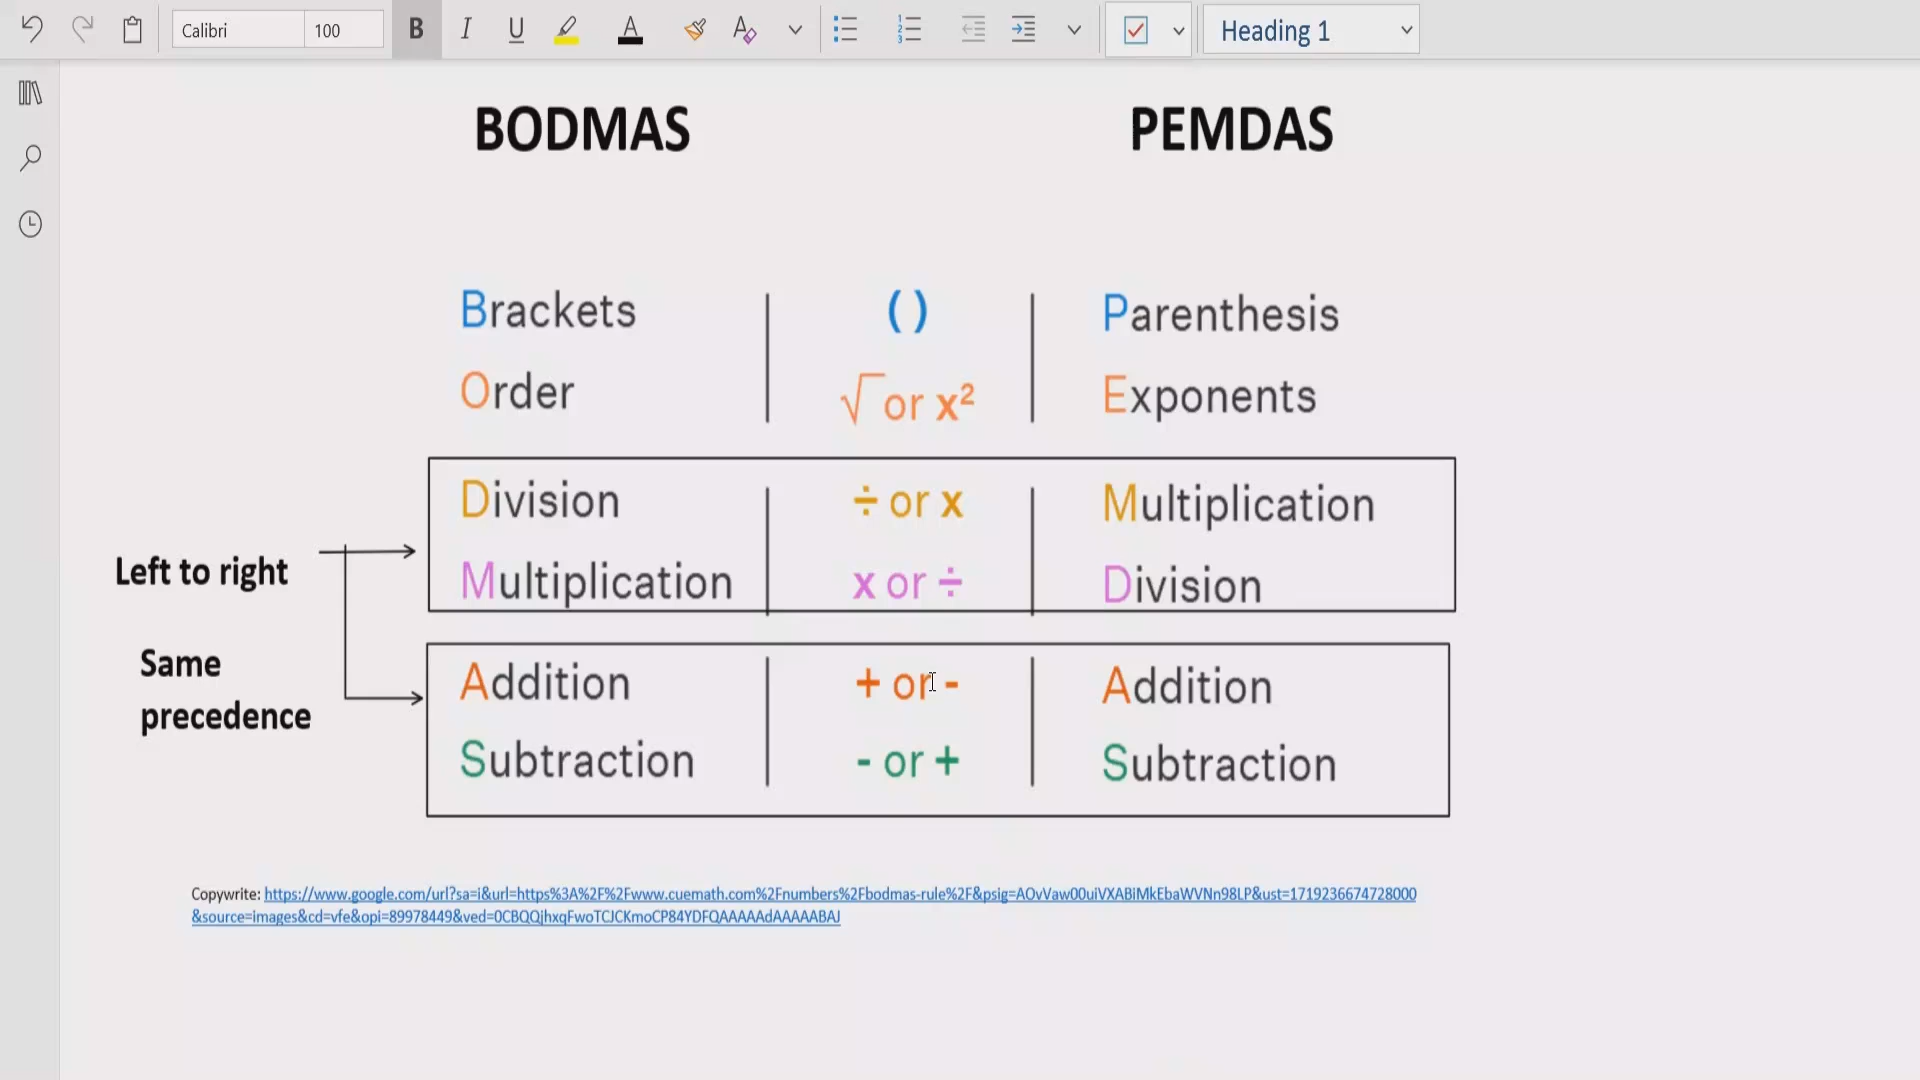 Calibri 100 B I U A A Heading 1
BODMAS PEMDAS
Brackets ( ) Parenthesis
Order √ or x² Exponents
Division ÷ or x Multiplication
Left to right
Multiplication x or ÷ Division
Same
precedence
Addition + or - Addition
Subtraction - or + Subtraction
Copywrite: https://www.google.com/url?sa=i&url=https%3A%2F%2Fwww.cuemath.com%2Fnumbers%2Fbodmas-rule%2F&psig=AOvVaw00uiVXABiMkEbaWVNn98LP&ust=1719236674728000
&source=images&cd=vfe&opi=89978449&ved=0CBQQjhxqFwoTCJCKmoCP84YDFQAAAAAdAAAAABAJ